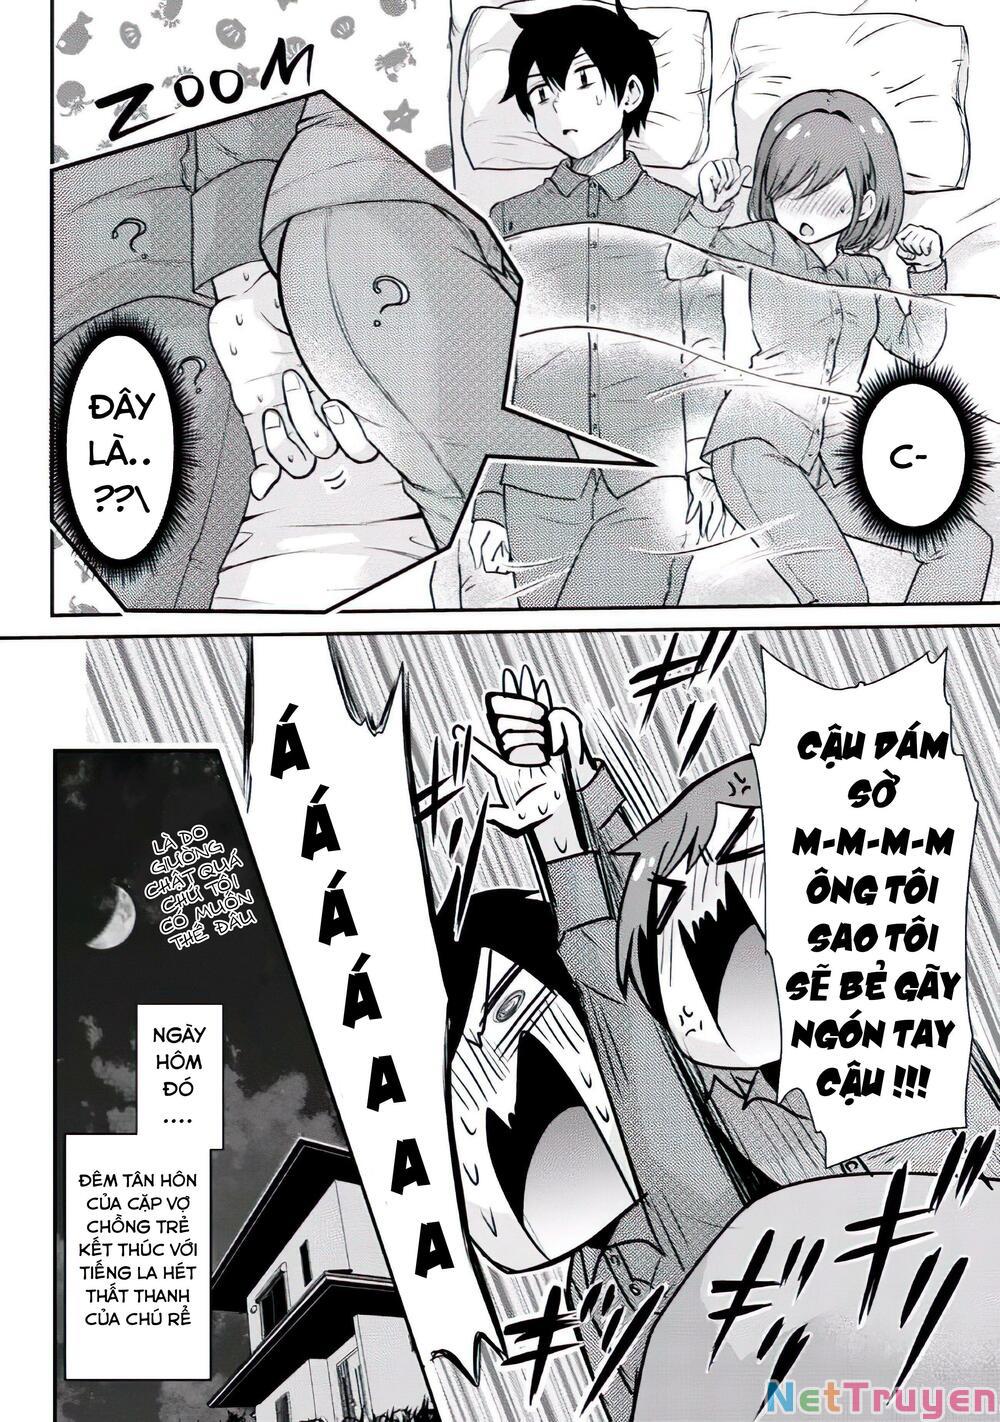 ZOOM
C-
?
?
?
ĐÂY
LÀ..
??\
CẬU DÁM
SỜ
M-M-M-M
ÔNG TÔI
SAO TÔI
SẼ BẺ GÃY
NGÓN TAY
CẬU !!!
Á
Á
Á
Á
Á
A
A
A
A
LÀ DO
GIƯỜNG
CHẬT QUÁ
CHỨ TÔI
CÓ MUỐN
THẾ ĐÂU
NGÀY
HÔM
ĐÓ
....
ĐÊM TÂN HÔN
CỦA CẶP VỢ
CHỒNG TRẺ
KẾT THÚC VỚI
TIẾNG LA HÉT
THẤT THANH
CỦA CHÚ RỂ
NetTruyen